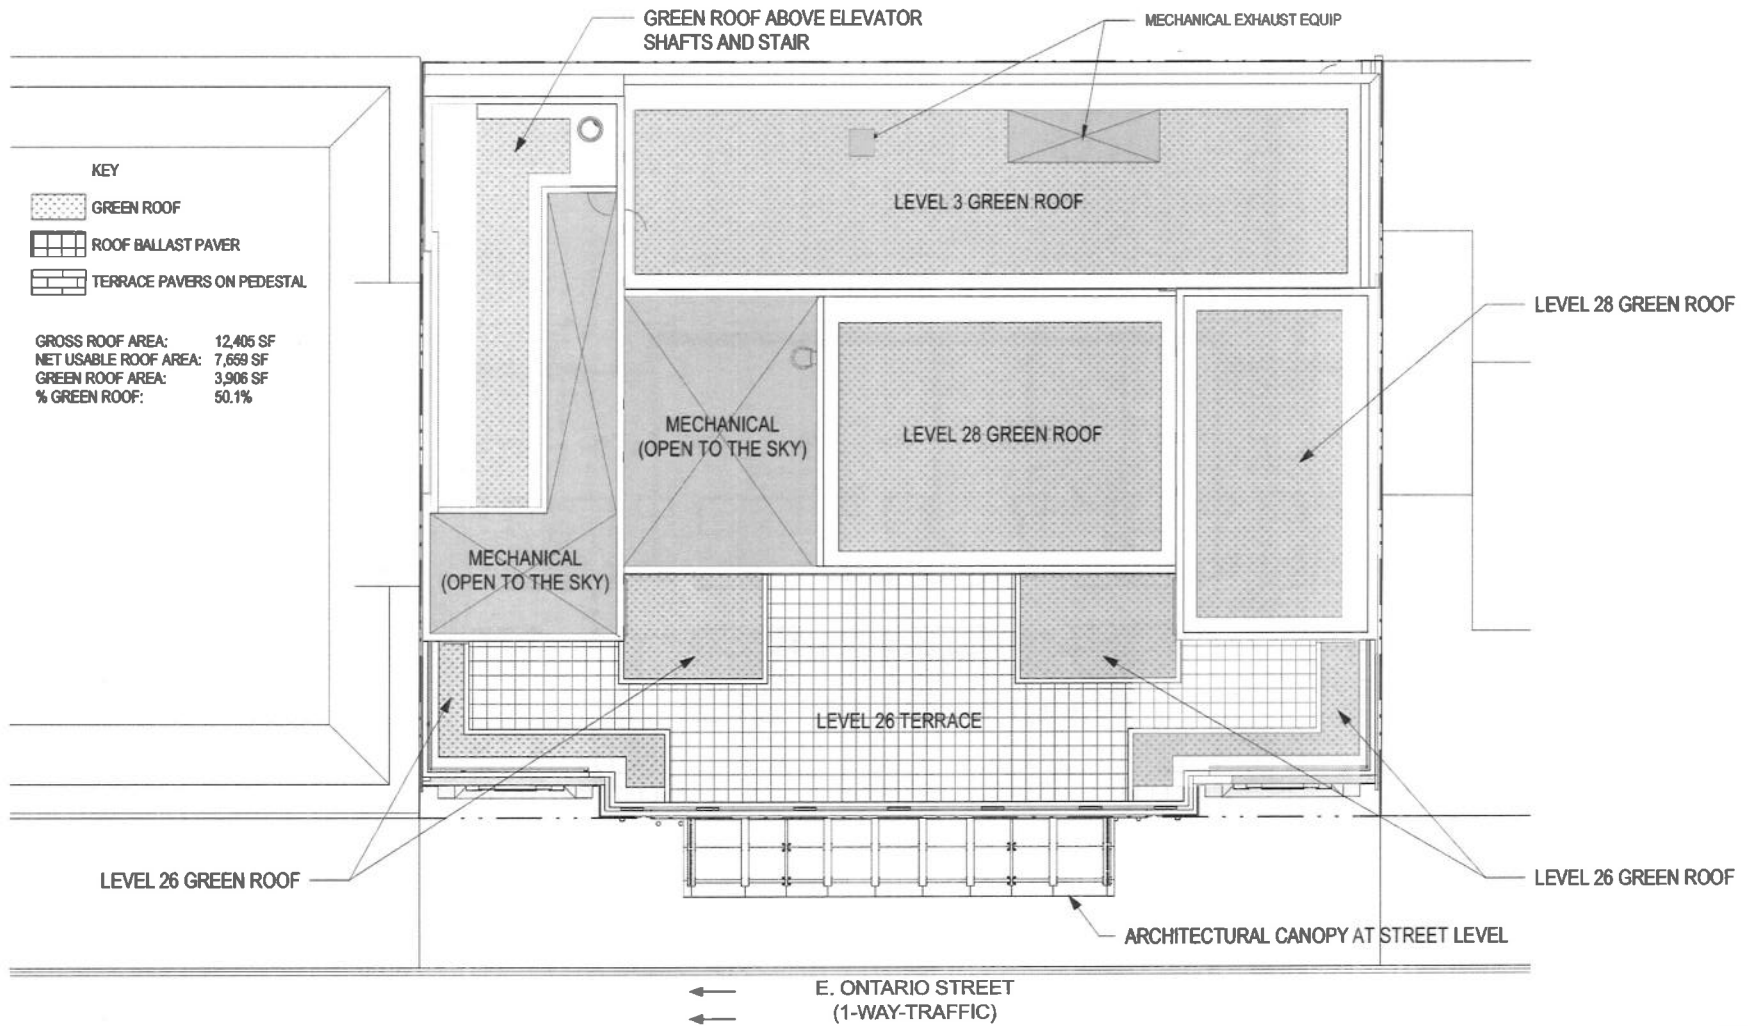 GREEN ROOF ABOVE ELEVATOR
SHAFTS AND STAIR
MECHANICAL EXHAUST EQUIP
KEY
GREEN ROOF
ROOF BALLAST PAVER
TERRACE PAVERS ON PEDESTAL
GROSS ROOF AREA: 12,405 SF
NET USABLE ROOF AREA: 7,659 SF
GREEN ROOF AREA: 3,906 SF
% GREEN ROOF: 50.1%
LEVEL 3 GREEN ROOF
LEVEL 28 GREEN ROOF
MECHANICAL
(OPEN TO THE SKY)
LEVEL 28 GREEN ROOF
MECHANICAL
(OPEN TO THE SKY)
LEVEL 26 TERRACE
LEVEL 26 GREEN ROOF
LEVEL 26 GREEN ROOF
ARCHITECTURAL CANOPY AT STREET LEVEL
E. ONTARIO STREET
(1-WAY-TRAFFIC)